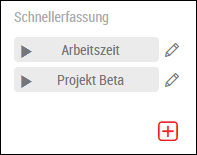 Schnellerfassung
Arbeitszeit
Projekt Beta